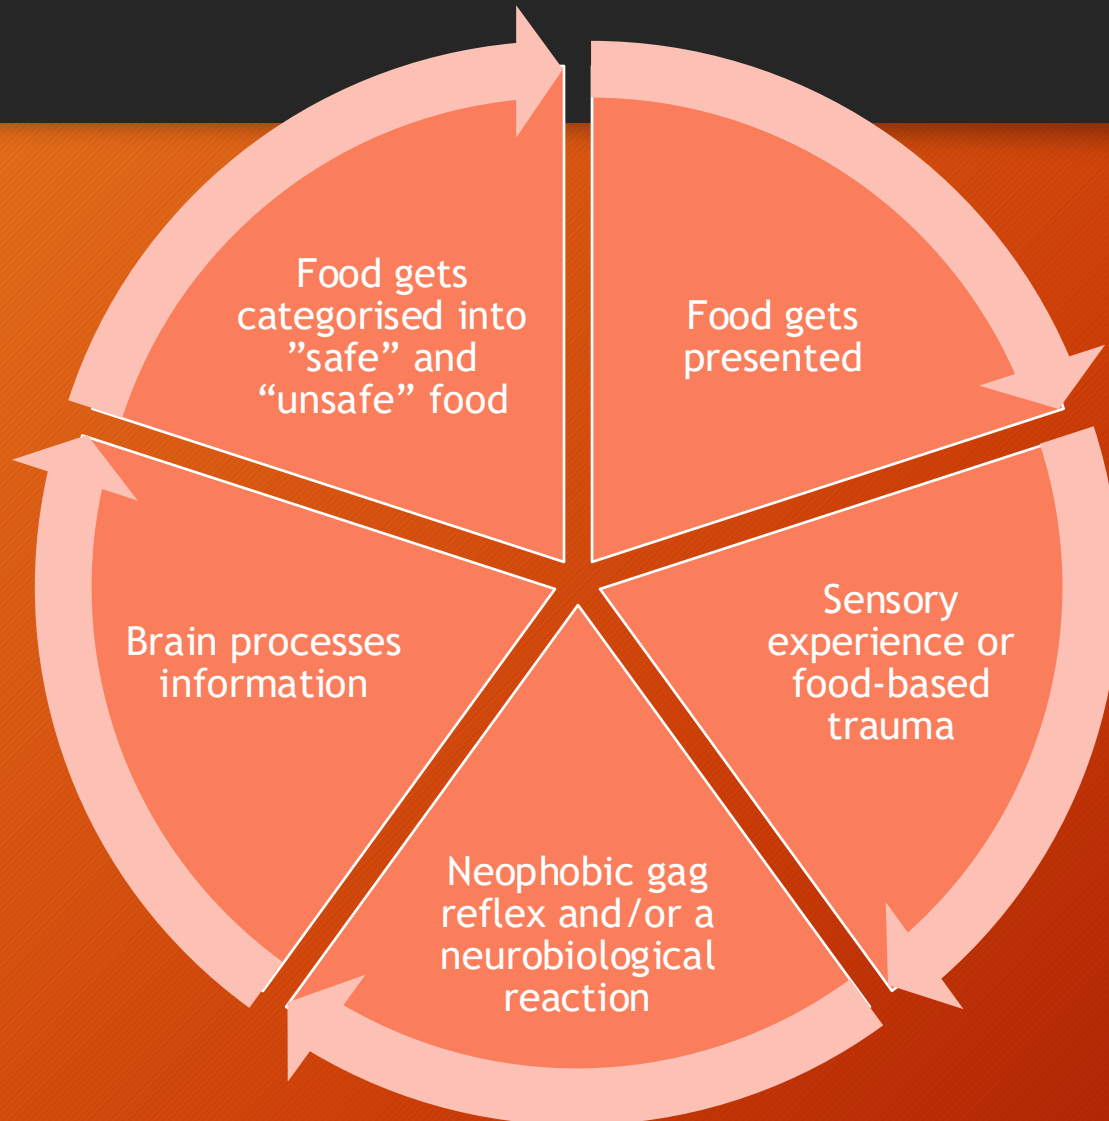 Food gets
presented
Sensory
experience or
food-based
trauma
Neophobic gag
reflex and/or a
neurobiological
reaction
Brain processes
information
Food gets
categorised into
”safe” and
“unsafe” food